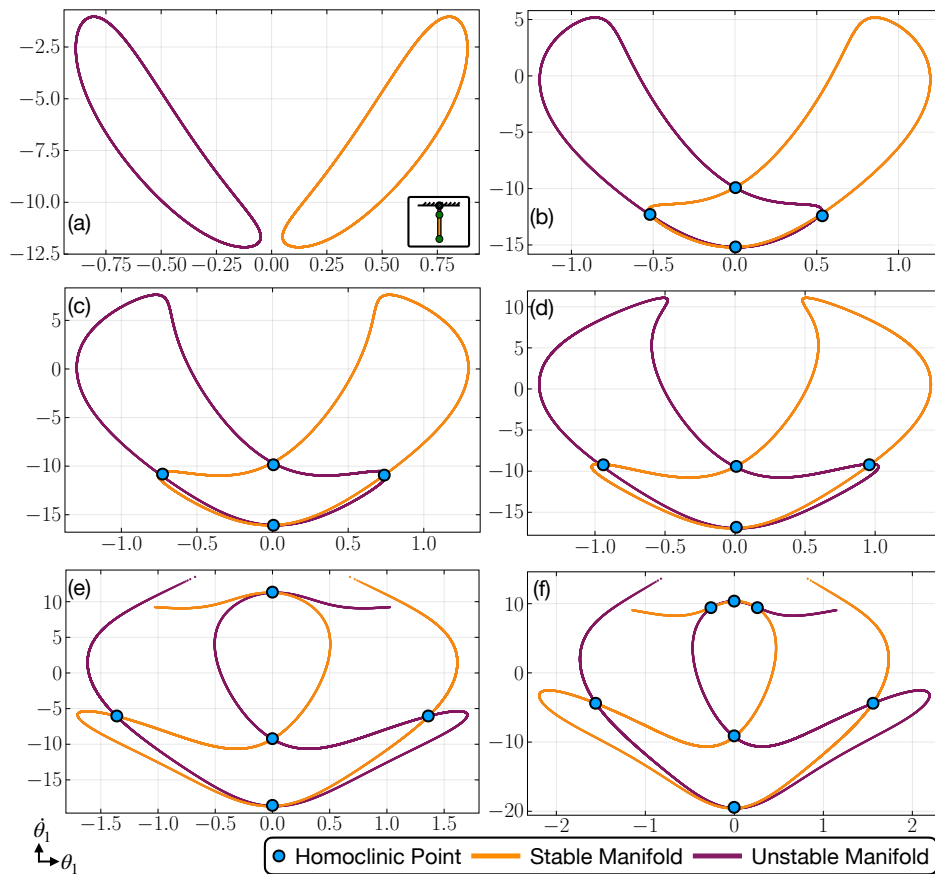 −2.5
−5.0
−7.5
−10.0
−12.5
(a)
−0.75 −0.50 −0.25 0.00 0.25 0.50 0.75
5
0
−5
−10
−15
(b)
−1.0 −0.5 0.0 0.5 1.0
(c)
5
0
−5
−10
−15
−1.0 −0.5 0.0 0.5 1.0
(d)
10
5
0
−5
−10
−15
−1.0 −0.5 0.0 0.5 1.0
(e)
10
5
0
−5
−10
−15
−1.5 −1.0 −0.5 0.0 0.5 1.0 1.5
(f)
10
0
−10
−20
−2 −1 0 1 2
θ̇₁
θ₁
Homoclinic Point Stable Manifold Unstable Manifold